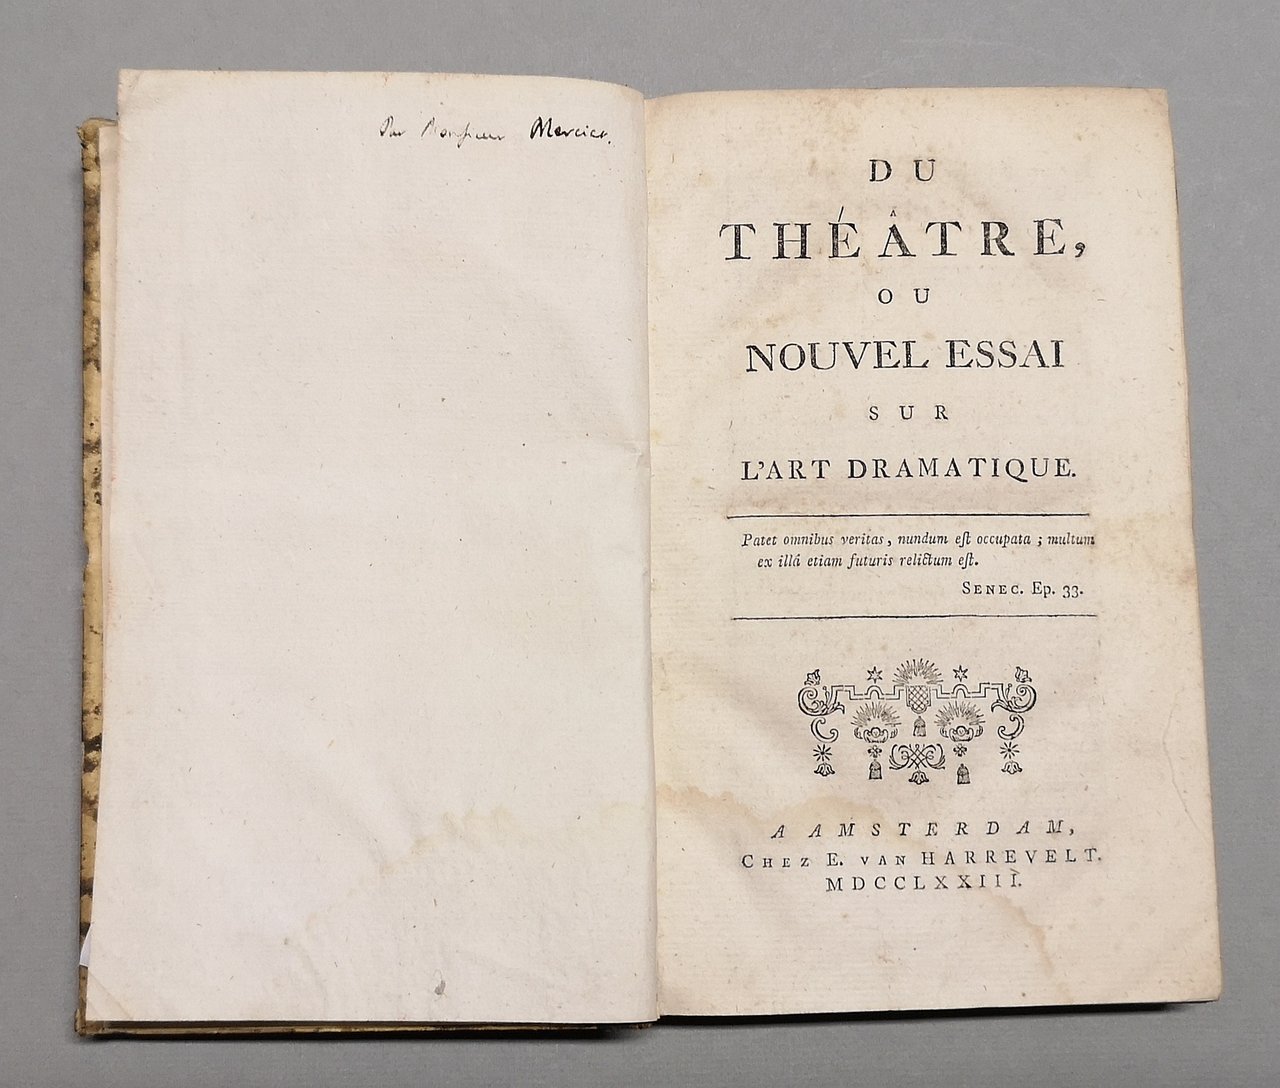 Par Monsieur Mercier.
DU
THÉÂTRE,
OU
NOUVEL ESSAI
SUR
L'ART DRAMATIQUE.
Patet omnibus veritas, nundum eſt occupata ; multum
ex illá etiam futuris relictum eſt.
SENEC. Ep. 33.
A AMSTERDAM,
CHEZ E. VAN HARREVELT.
MDCCLXXIII.